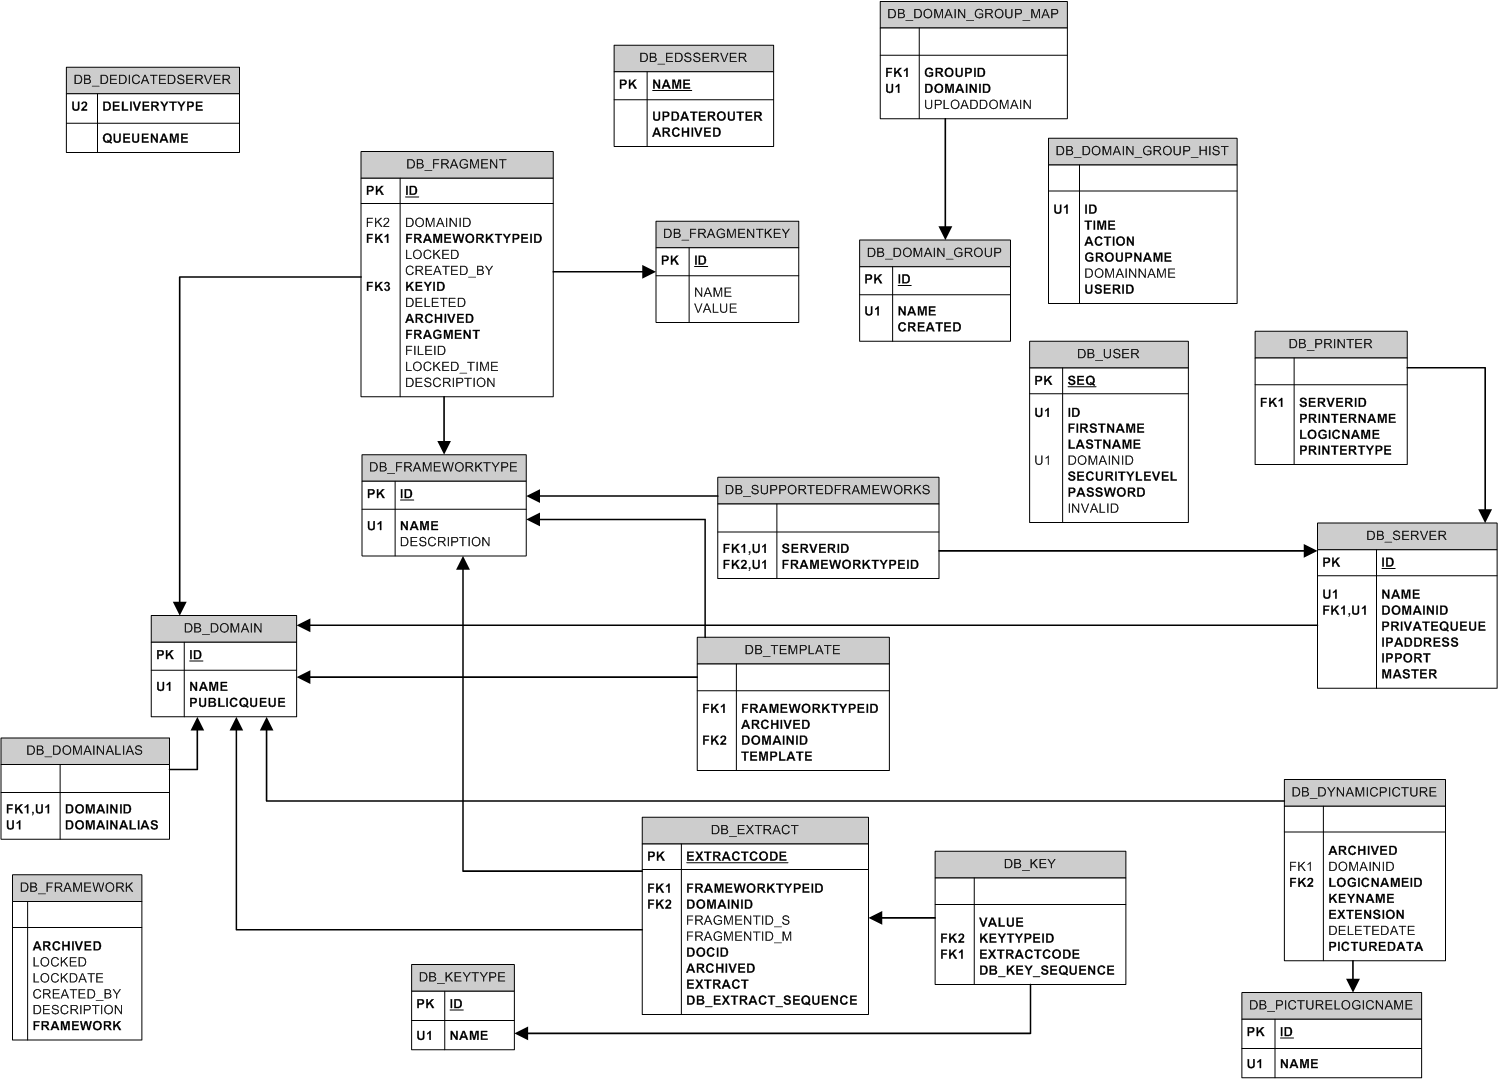 DB_DOMAIN_GROUP_MAP
FK1 GROUPID
U1 DOMAINID
UPLOADDOMAIN
DB_EDSSERVER
PK NAME
UPDATEROUTER
ARCHIVED
DB_DEDICATEDSERVER
U2 DELIVERYTYPE
QUEUENAME
DB_FRAGMENT
PK ID
FK2 DOMAINID
FK1 FRAMEWORKTYPEID
LOCKED
CREATED_BY
FK3 KEYID
DELETED
ARCHIVED
FRAGMENT
FILEID
LOCKED_TIME
DESCRIPTION
DB_FRAGMENTKEY
PK ID
NAME
VALUE
DB_DOMAIN_GROUP
PK ID
U1 NAME
CREATED
DB_DOMAIN_GROUP_HIST
U1 ID
TIME
ACTION
GROUPNAME
DOMAINNAME
USERID
DB_USER
PK SEQ
U1 ID
FIRSTNAME
LASTNAME
U1 DOMAINID
SECURITYLEVEL
PASSWORD
INVALID
DB_PRINTER
FK1 SERVERID
PRINTERNAME
LOGICNAME
PRINTERTYPE
DB_FRAMEWORKTYPE
PK ID
U1 NAME
DESCRIPTION
DB_SUPPORTEDFRAMEWORKS
FK1,U1 SERVERID
FK2,U1 FRAMEWORKTYPEID
DB_SERVER
PK ID
U1 NAME
FK1,U1 DOMAINID
PRIVATEQUEUE
IPADDRESS
IPPORT
MASTER
DB_DOMAIN
PK ID
U1 NAME
PUBLICQUEUE
DB_TEMPLATE
FK1 FRAMEWORKTYPEID
ARCHIVED
FK2 DOMAINID
TEMPLATE
DB_DOMAINALIAS
FK1,U1 DOMAINID
U1 DOMAINALIAS
DB_DYNAMICPICTURE
ARCHIVED
FK1 DOMAINID
FK2 LOGICNAMEID
KEYNAME
EXTENSION
DELETEDATE
PICTUREDATA
DB_EXTRACT
PK EXTRACTCODE
FK1 FRAMEWORKTYPEID
FK2 DOMAINID
FRAGMENTID_S
FRAGMENTID_M
DOCID
ARCHIVED
EXTRACT
DB_EXTRACT_SEQUENCE
DB_KEY
VALUE
FK2 KEYTYPEID
FK1 EXTRACTCODE
DB_KEY_SEQUENCE
DB_FRAMEWORK
ARCHIVED
LOCKED
LOCKDATE
CREATED_BY
DESCRIPTION
FRAMEWORK
DB_KEYTYPE
PK ID
U1 NAME
DB_PICTURELOGICNAME
PK ID
U1 NAME